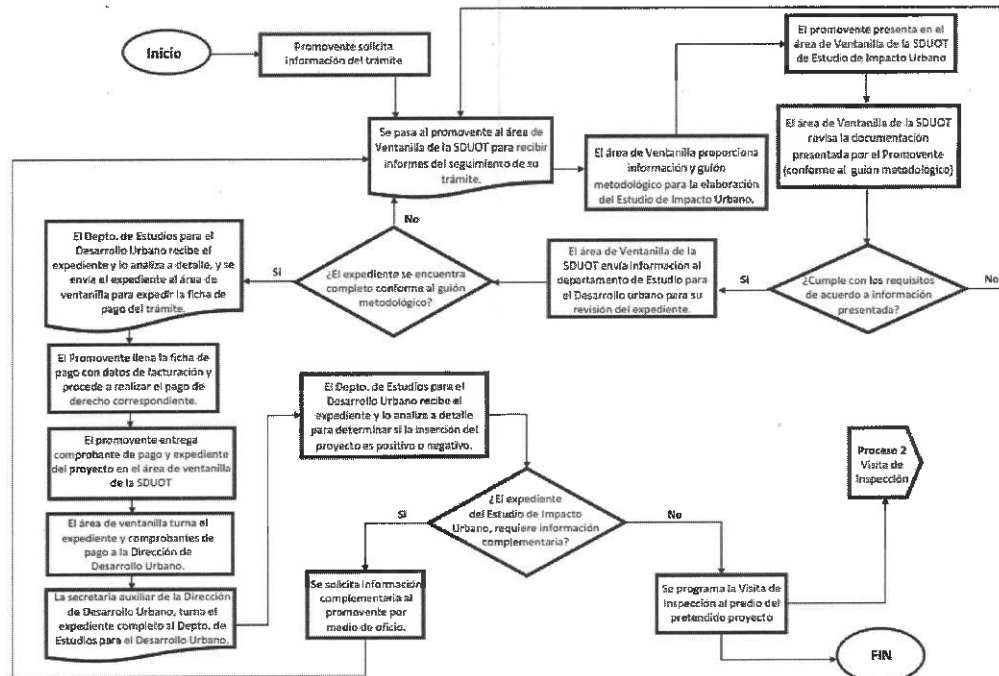 Inicio
Promovente solicita
información del trámite
Se pasa al promovente al área de
Ventanilla de la SDUOT para recibir
informes del seguimiento de su
trámite.
El área de Ventanilla proporciona
información y guión
metodológico para la elaboración
del Estudio de Impacto Urbano.
El promovente presenta en el
área de Ventanilla de la SDUOT
de Estudio de Impacto Urbano
El área de Ventanilla de la SDUOT
revisa la documentación
presentada por el Promovente
(conforme al guión metodológico)
¿Cumple con los requisitos
de acuerdo a información
presentada?
No
Si
El área de Ventanilla de la
SDUOT envía información al
departamento de Estudio para
el Desarrollo urbano para su
revisión del expediente.
¿El expediente se encuentra
completo conforme al guión
metodológico?
No
Si
El Depto. de Estudios para el
Desarrollo Urbano recibe el
expediente y lo analiza a detalle, y se
envía el expediente al área de
ventanilla para expedir la ficha de
pago del trámite.
El Promovente llena la ficha de
pago con datos de facturación y
procede a realizar el pago de
derecho correspondiente.
El promovente entrega
comprobante de pago y expediente
del proyecto en el área de ventanilla
de la SDUOT
El área de ventanilla turna el
expediente y comprobantes de
pago a la Dirección de
Desarrollo Urbano.
La secretaria auxiliar de la Dirección
de Desarrollo Urbano, turna el
expediente completo al Depto. de
Estudios para el Desarrollo Urbano.
El Depto. de Estudios para el
Desarrollo Urbano recibe el
expediente y lo analiza a detalle
para determinar si la inserción del
proyecto es positivo o negativo.
¿El expediente
del Estudio de Impacto
Urbano, requiere información
complementaria?
Si
No
Se solicita información
complementaria al
promovente por
medio de oficio.
Se programa la Visita de
Inspección al predio del
pretendido proyecto
Proceso 2
Visita de
Inspección
FIN